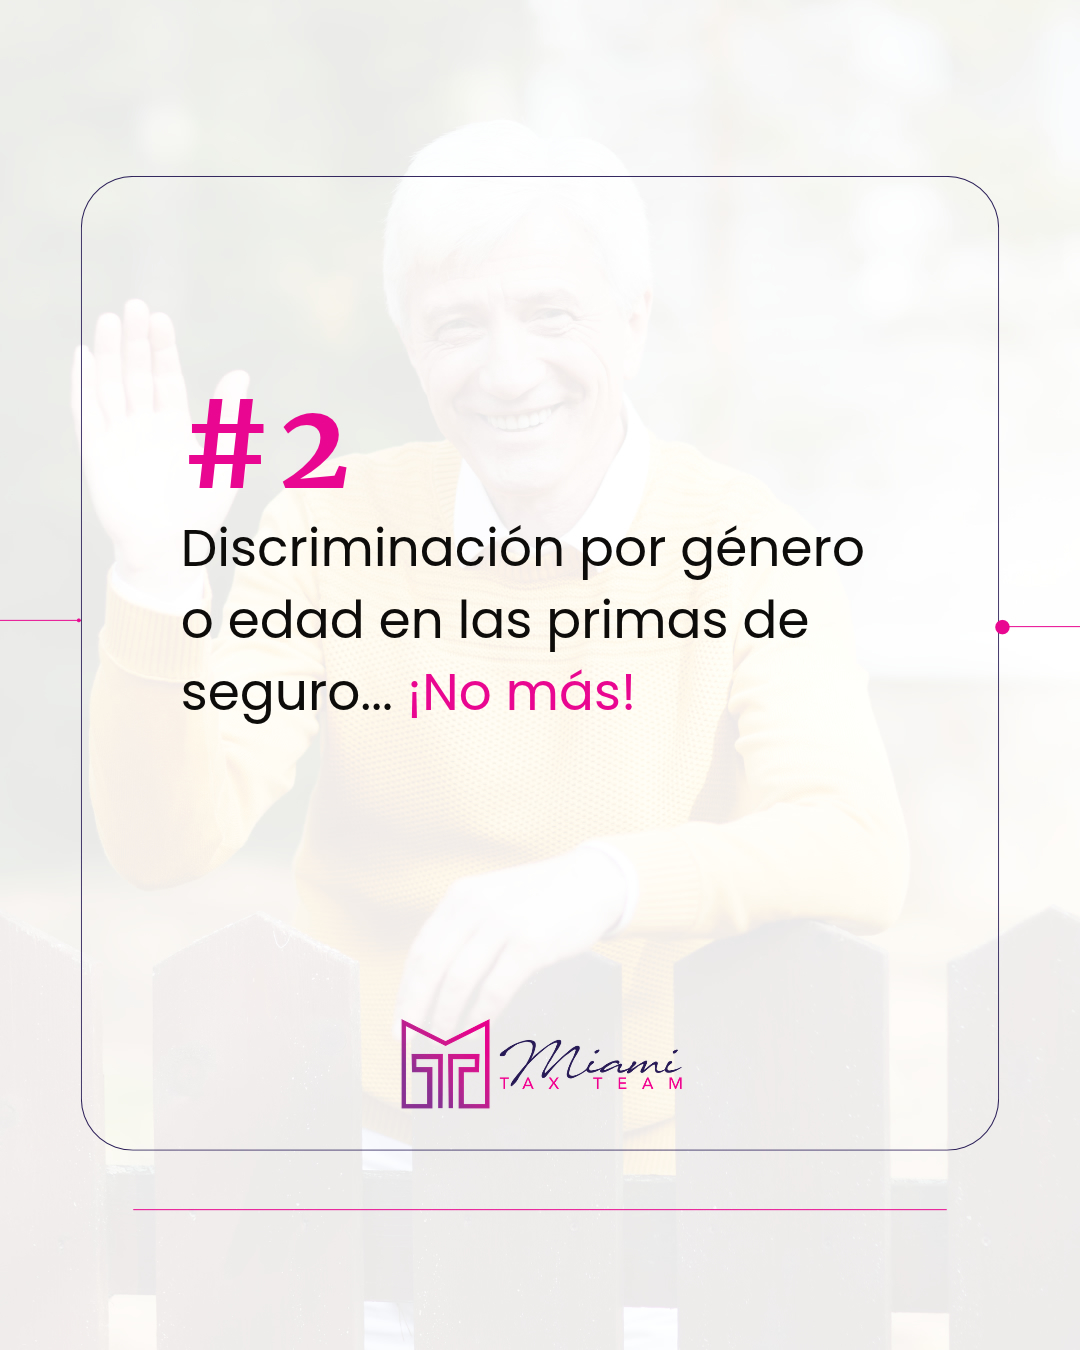 #2
Discriminación por género
o edad en las primas de
seguro... ¡No más!
Miami
TAX TEAM